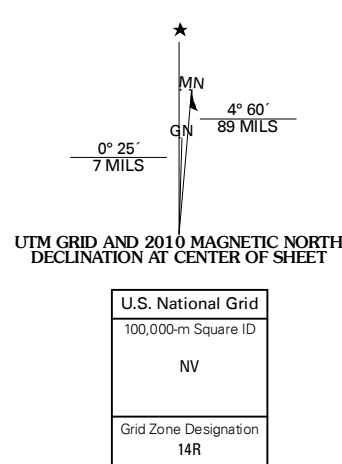 ★
MN
4° 60´
89 MILS
GN
0° 25´
7 MILS
UTM GRID AND 2010 MAGNETIC NORTH
DECLINATION AT CENTER OF SHEET
U.S. National Grid
100,000-m Square ID
NV
Grid Zone Designation
14R